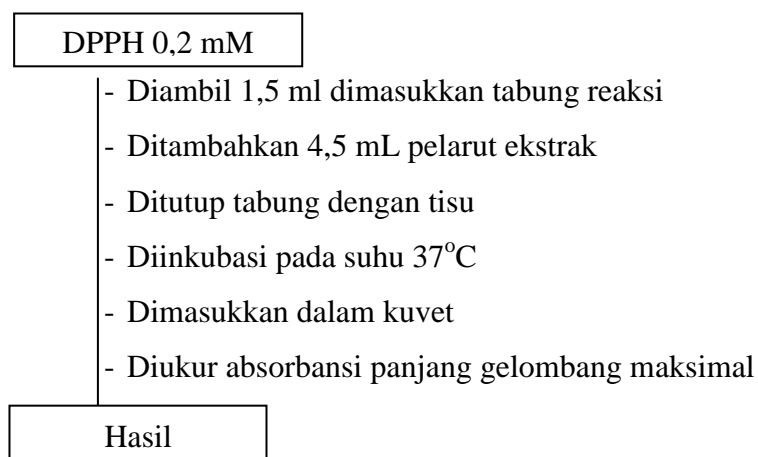 DPPH 0,2 mM
- Diambil 1,5 ml dimasukkan tabung reaksi
- Ditambahkan 4,5 mL pelarut ekstrak
- Ditutup tabung dengan tisu
- Diinkubasi pada suhu 37°C
- Dimasukkan dalam kuvet
- Diukur absorbansi panjang gelombang maksimal
Hasil